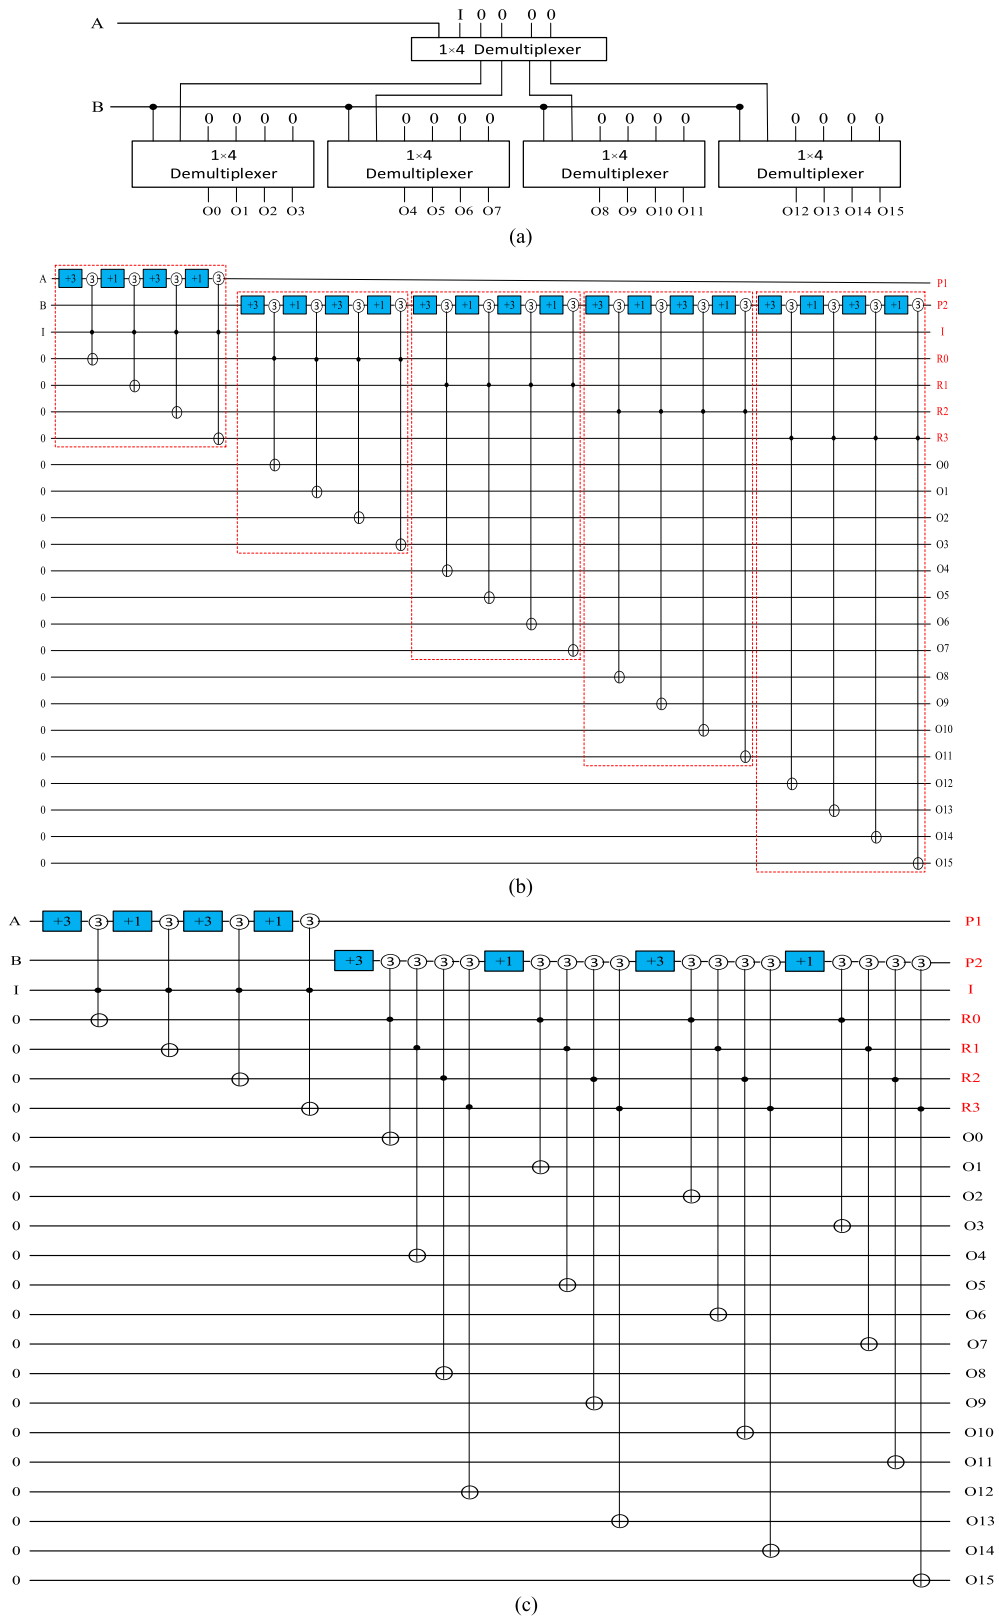 I 0 0 0 0
A
1×4 Demultiplexer
B
0 0 0 0 0 0 0 0 0 0 0 0 0 0 0 0
1×4 1×4 1×4 1×4
Demultiplexer Demultiplexer Demultiplexer Demultiplexer
O0 O1 O2 O3 O4 O5 O6 O7 O8 O9 O10 O11 O12 O13 O14 O15
(a)
A +3 3 +1 3 +3 3 +1 3 P1
B +3 3 +1 3 +3 3 +1 3 +3 3 +1 3 +3 3 +1 3 +3 3 +1 3 +3 3 +1 3 +3 3 +1 3 +3 3 +1 3 P2
I I
0 R0
0 R1
0 R2
0 R3
0 O0
0 O1
0 O2
0 O3
0 O4
0 O5
0 O6
0 O7
0 O8
0 O9
0 O10
0 O11
0 O12
0 O13
0 O14
0 O15
(b)
A +3 3 +1 3 +3 3 +1 3 P1
B +3 3 3 3 3 +1 3 3 3 3 +3 3 3 3 3 +1 3 3 3 3 P2
I I
0 R0
0 R1
0 R2
0 R3
0 O0
0 O1
0 O2
0 O3
0 O4
0 O5
0 O6
0 O7
0 O8
0 O9
0 O10
0 O11
0 O12
0 O13
0 O14
0 O15
(c)